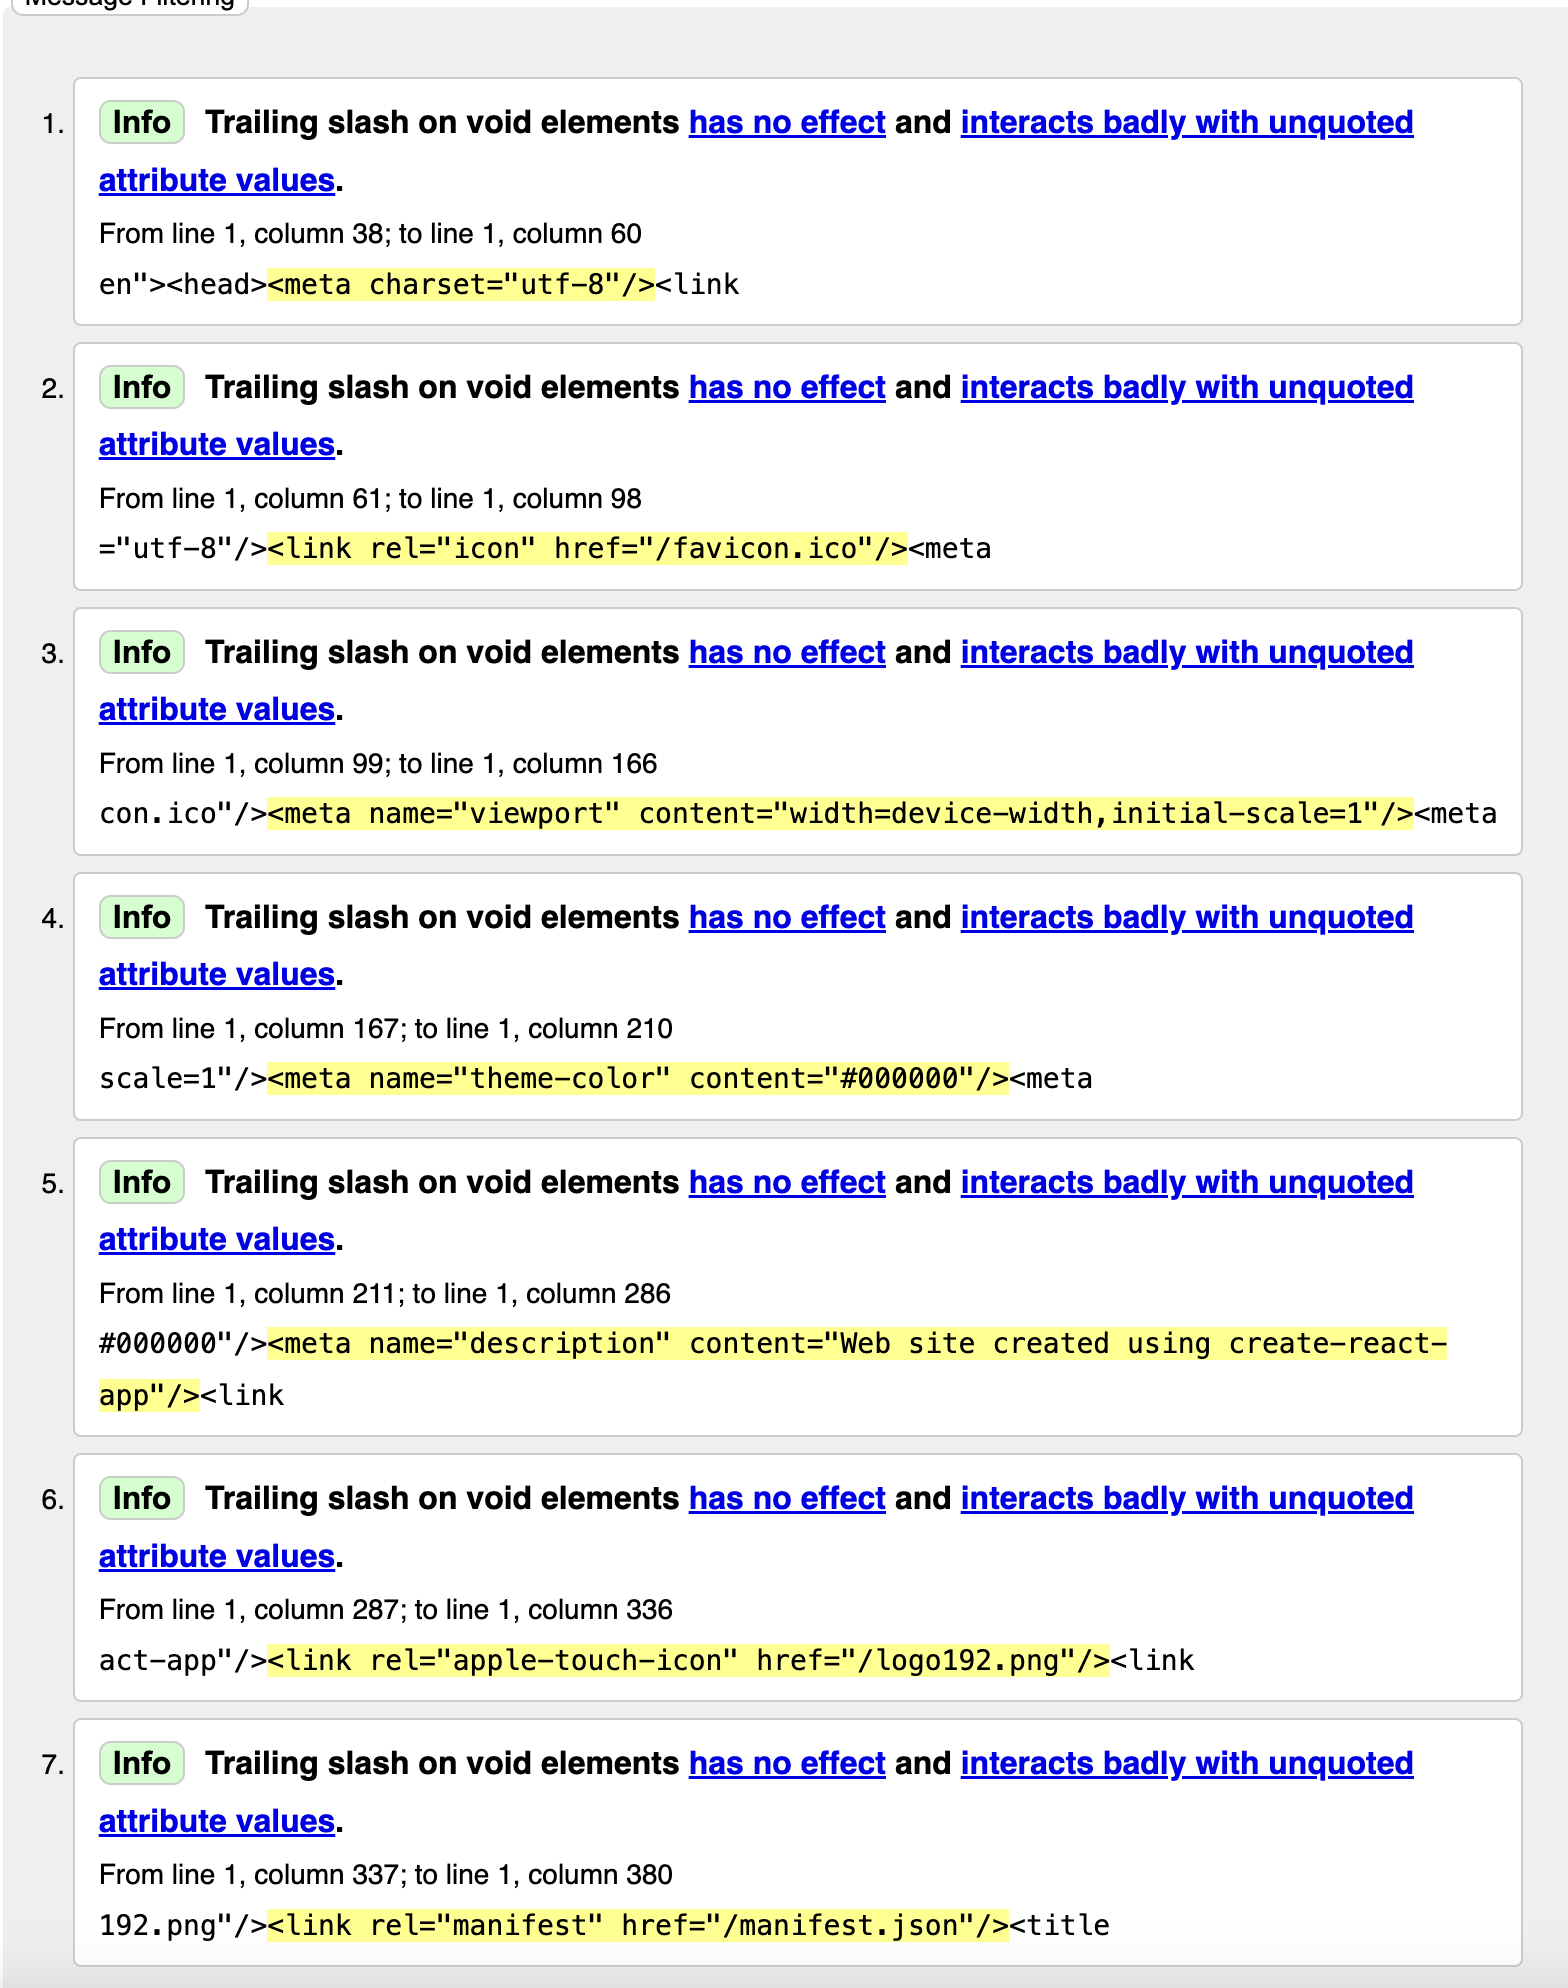 Message Filtering
1. Info Trailing slash on void elements has no effect and interacts badly with unquoted
attribute values.
From line 1, column 38; to line 1, column 60
en"><head><meta charset="utf-8"/><link
2. Info Trailing slash on void elements has no effect and interacts badly with unquoted
attribute values.
From line 1, column 61; to line 1, column 98
="utf-8"/><link rel="icon" href="/favicon.ico"/><meta
3. Info Trailing slash on void elements has no effect and interacts badly with unquoted
attribute values.
From line 1, column 99; to line 1, column 166
con.ico"/><meta name="viewport" content="width=device-width,initial-scale=1"/><meta
4. Info Trailing slash on void elements has no effect and interacts badly with unquoted
attribute values.
From line 1, column 167; to line 1, column 210
scale=1"/><meta name="theme-color" content="#000000"/><meta
5. Info Trailing slash on void elements has no effect and interacts badly with unquoted
attribute values.
From line 1, column 211; to line 1, column 286
#000000"/><meta name="description" content="Web site created using create-react-
app"/><link
6. Info Trailing slash on void elements has no effect and interacts badly with unquoted
attribute values.
From line 1, column 287; to line 1, column 336
act-app"/><link rel="apple-touch-icon" href="/logo192.png"/><link
7. Info Trailing slash on void elements has no effect and interacts badly with unquoted
attribute values.
From line 1, column 337; to line 1, column 380
192.png"/><link rel="manifest" href="/manifest.json"/><title